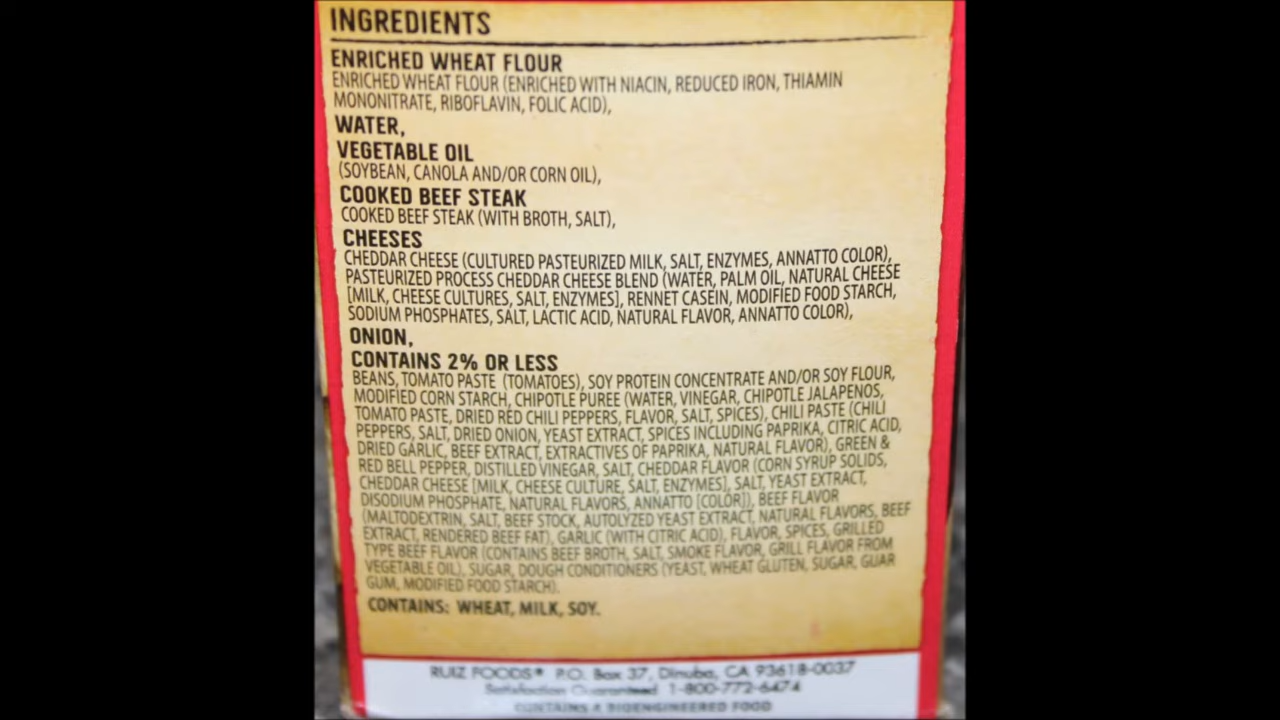 INGREDIENTS
ENRICHED WHEAT FLOUR
ENRICHED WHEAT FLOUR (ENRICHED WITH NIACIN, REDUCED IRON, THIAMIN
MONONITRATE, RIBOFLAVIN, FOLIC ACID),
WATER,
VEGETABLE OIL
(SOYBEAN, CANOLA AND/OR CORN OIL),
COOKED BEEF STEAK
COOKED BEEF STEAK (WITH BROTH, SALT),
CHEESES
CHEDDAR CHEESE (CULTURED PASTEURIZED MILK, SALT, ENZYMES, ANNATTO COLOR),
PASTEURIZED PROCESS CHEDDAR CHEESE BLEND (WATER, PALM OIL, NATURAL CHEESE
[MILK, CHEESE CULTURES, SALT, ENZYMES], RENNET CASEIN, MODIFIED FOOD STARCH,
SODIUM PHOSPHATES, SALT, LACTIC ACID, NATURAL FLAVOR, ANNATTO COLOR),
ONION,
CONTAINS 2% OR LESS
BEANS, TOMATO PASTE (TOMATOES), SOY PROTEIN CONCENTRATE AND/OR SOY FLOUR,
MODIFIED CORN STARCH, CHIPOTLE PUREE (WATER, VINEGAR, CHIPOTLE JALAPENOS,
TOMATO PASTE, DRIED RED CHILI PEPPERS, FLAVOR, SALT, SPICES), CHILI PASTE (CHILI
PEPPERS, SALT, DRIED ONION, YEAST EXTRACT, SPICES INCLUDING PAPRIKA, CITRIC ACID,
DRIED GARLIC, BEEF EXTRACT, EXTRACTIVES OF PAPRIKA, NATURAL FLAVOR), GREEN &
RED BELL PEPPER, DISTILLED VINEGAR, SALT, CHEDDAR FLAVOR (CORN SYRUP SOLIDS,
CHEDDAR CHEESE [MILK, CHEESE CULTURE, SALT, ENZYMES], SALT, YEAST EXTRACT,
DISODIUM PHOSPHATE, NATURAL FLAVORS, ANNATTO [COLOR]), BEEF FLAVOR
(MALTODEXTRIN, SALT, BEEF STOCK, AUTOLYZED YEAST EXTRACT, NATURAL FLAVORS, BEEF
EXTRACT, RENDERED BEEF FAT), GARLIC (WITH CITRIC ACID), FLAVOR, SPICES, GRILLED
TYPE BEEF FLAVOR (CONTAINS BEEF BROTH, SALT, SMOKE FLAVOR, GRILL FLAVOR FROM
VEGETABLE OIL), SUGAR, DOUGH CONDITIONERS (YEAST, WHEAT GLUTEN, SUGAR, GUAR
GUM, MODIFIED FOOD STARCH).
CONTAINS: WHEAT, MILK, SOY.
RUIZ FOODS® P.O. Box 37, Dinuba, CA 93618-0037
Satisfaction Guaranteed 1-800-772-6474
CONTAINS A BIOENGINEERED FOOD